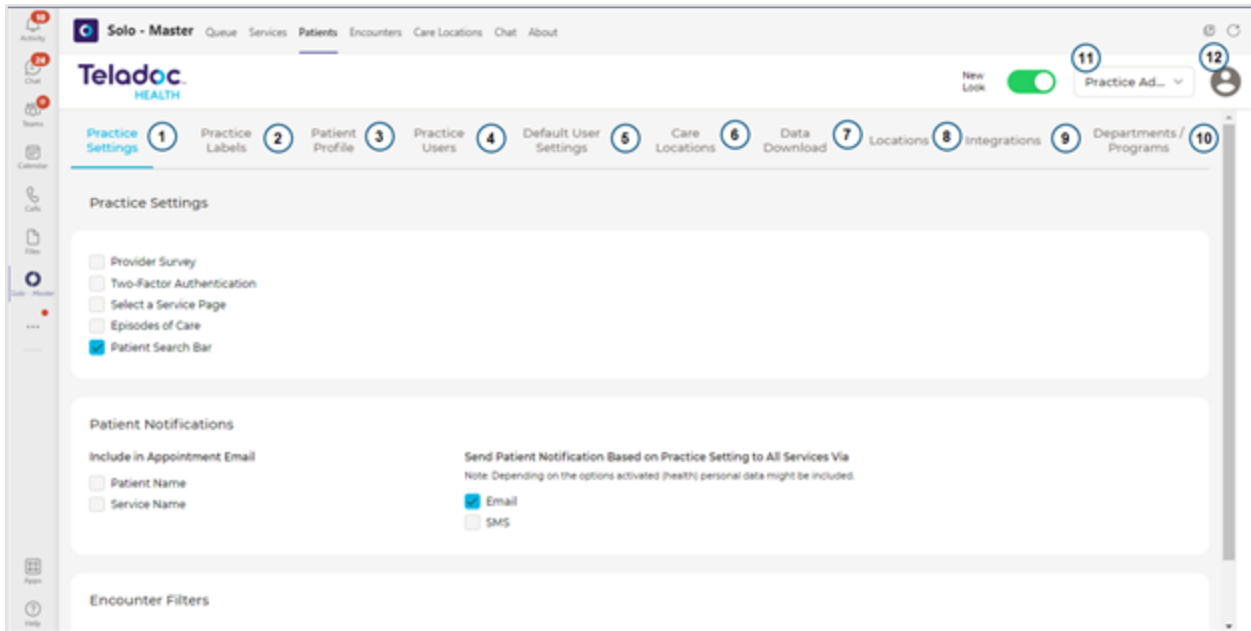 10
Activity
24
Chat
Teams
Calendar
Calls
Files
Solo - Master
...
Apps
Help
Solo - Master Queue Services Patients Encounters Care Locations Chat About
Teladoc
HEALTH
New
Look
Practice Ad...
11
12
Practice
Settings
1
Practice
Labels
2
Patient
Profile
3
Practice
Users
4
Default User
Settings
5
Care
Locations
6
Data
Download
7
Locations
8
Integrations
9
Departments /
Programs
10
Practice Settings
Provider Survey
Two-Factor Authentication
Select a Service Page
Episodes of Care
Patient Search Bar
Patient Notifications
Include in Appointment Email
Patient Name
Service Name
Send Patient Notification Based on Practice Setting to All Services Via
Note: Depending on the options activated (health) personal data might be included.
Email
SMS
Encounter Filters